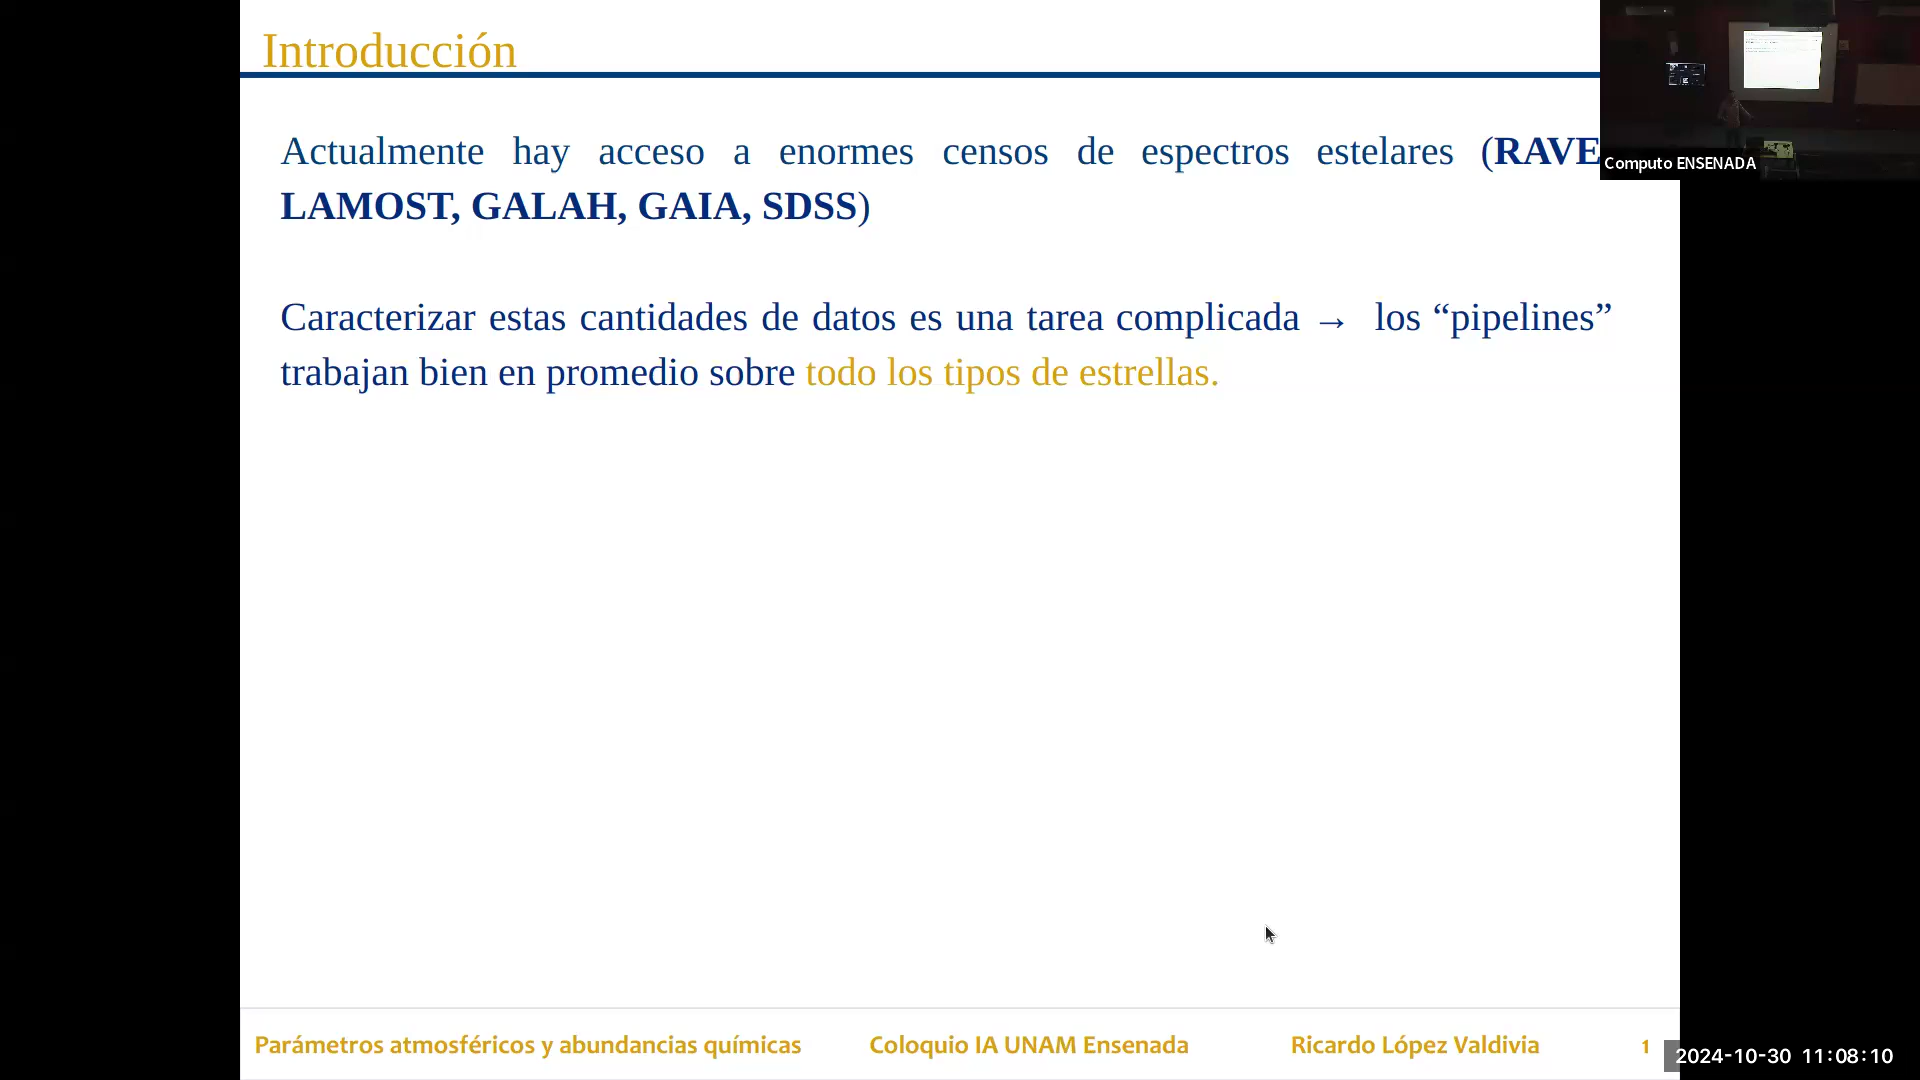 Introducción
Actualmente hay acceso a enormes censos de espectros estelares (RAVE
LAMOST, GALAH, GAIA, SDSS)
Caracterizar estas cantidades de datos es una tarea complicada → los “pipelines”
trabajan bien en promedio sobre todo los tipos de estrellas.
Computo ENSENADA
Parámetros atmosféricos y abundancias químicas Coloquio IA UNAM Ensenada Ricardo López Valdivia 1
2024-10-30 11:08:10